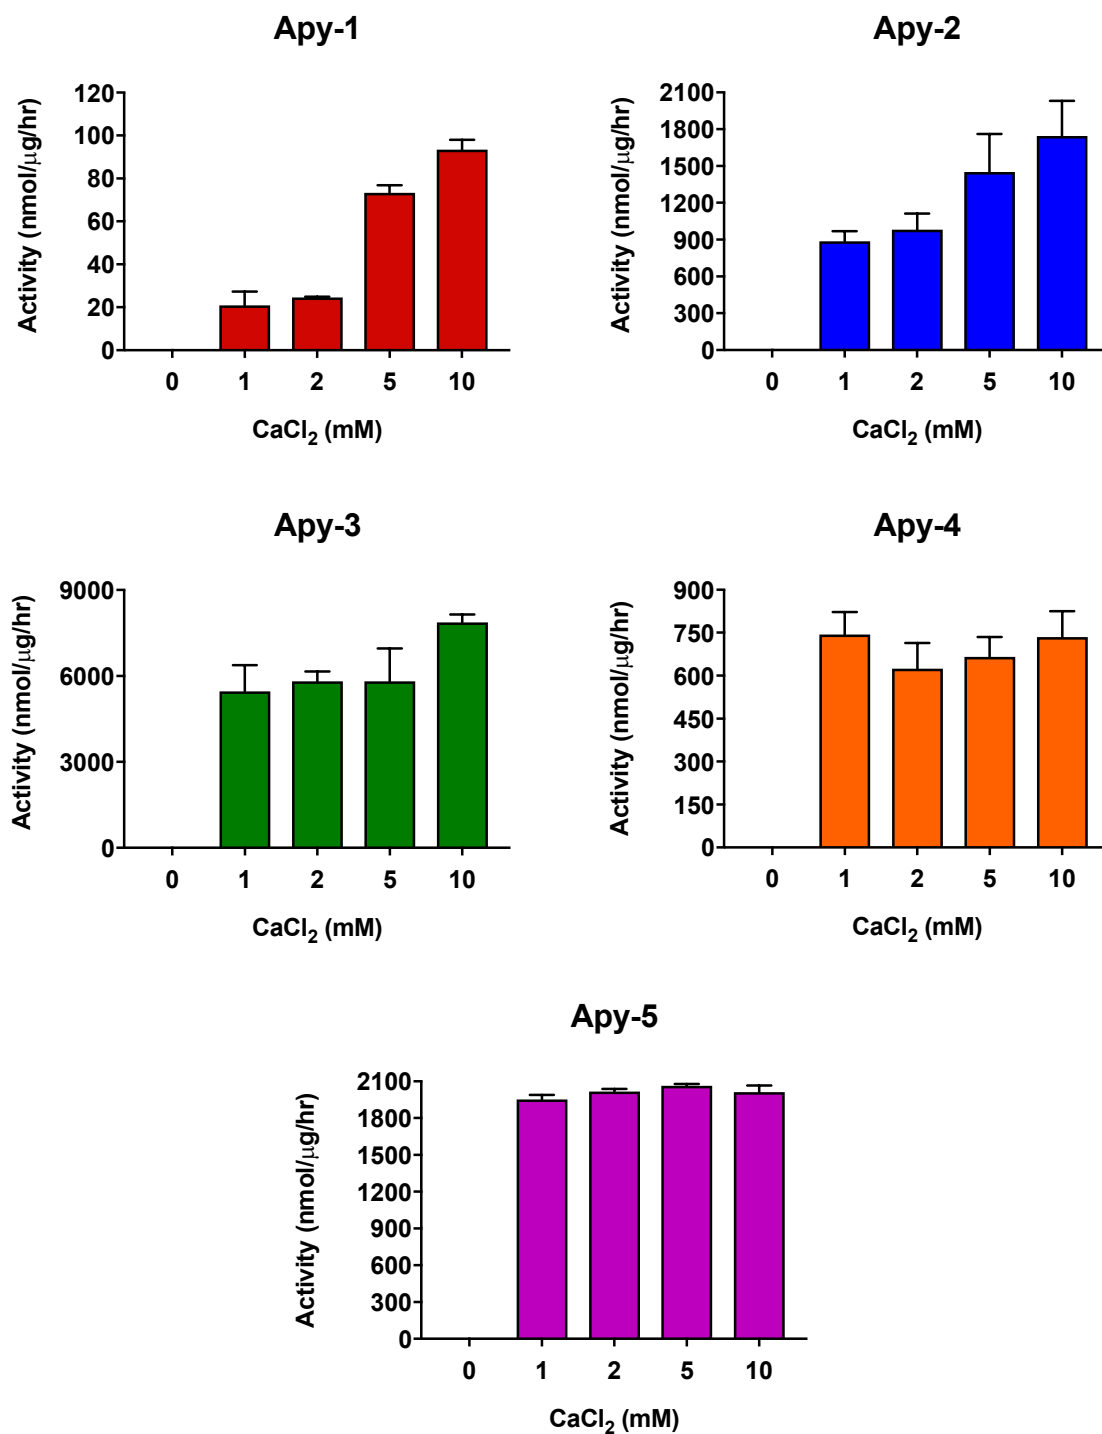 Apy-1
Activity (nmol/μg/hr)
120
100
80
60
40
20
0
0 1 2 5 10
CaCl₂ (mM)
Apy-2
Activity (nmol/μg/hr)
2100
1800
1500
1200
900
600
300
0
0 1 2 5 10
CaCl₂ (mM)
Apy-3
Activity (nmol/μg/hr)
9000
6000
3000
0
0 1 2 5 10
CaCl₂ (mM)
Apy-4
Activity (nmol/μg/hr)
900
750
600
450
300
150
0
0 1 2 5 10
CaCl₂ (mM)
Apy-5
Activity (nmol/μg/hr)
2100
1800
1500
1200
900
600
300
0
0 1 2 5 10
CaCl₂ (mM)